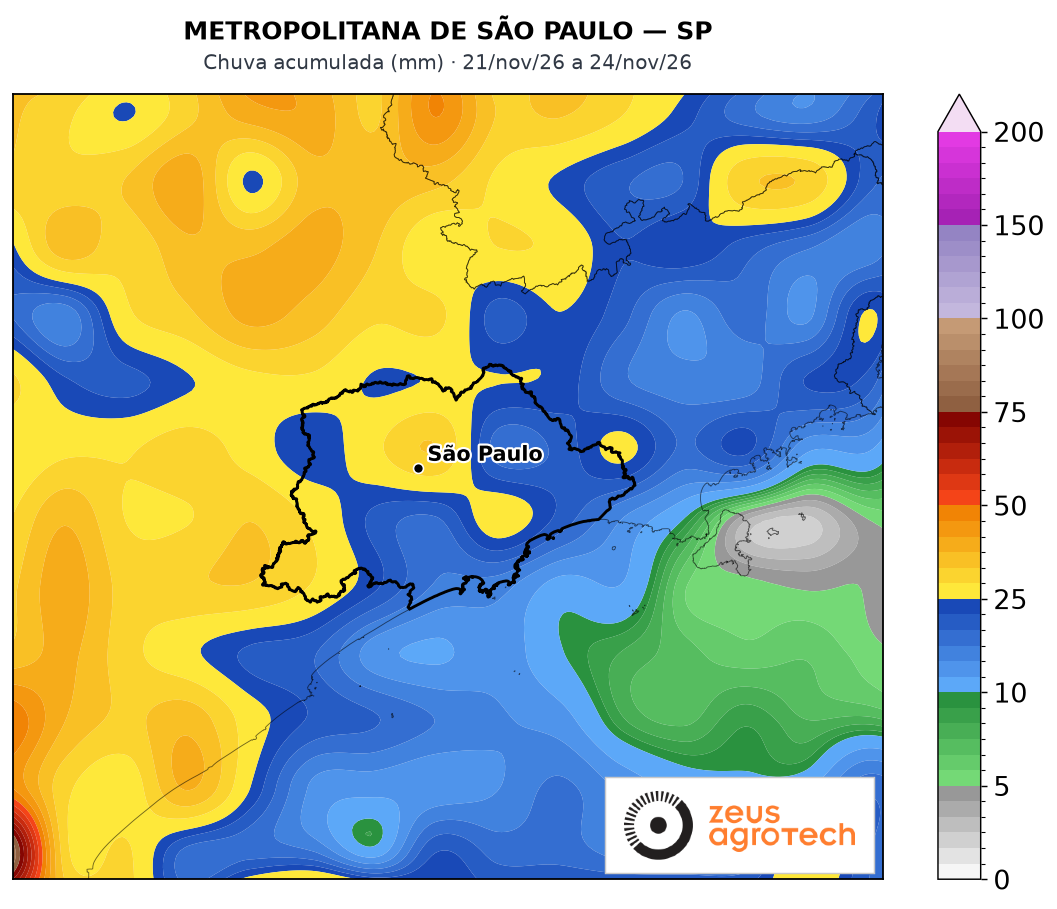 METROPOLITANA DE SÃO PAULO — SP
Chuva acumulada (mm) · 21/nov/26 a 24/nov/26
200
150
100
75
50
25
10
5
0
São Paulo
zeus
agrotech